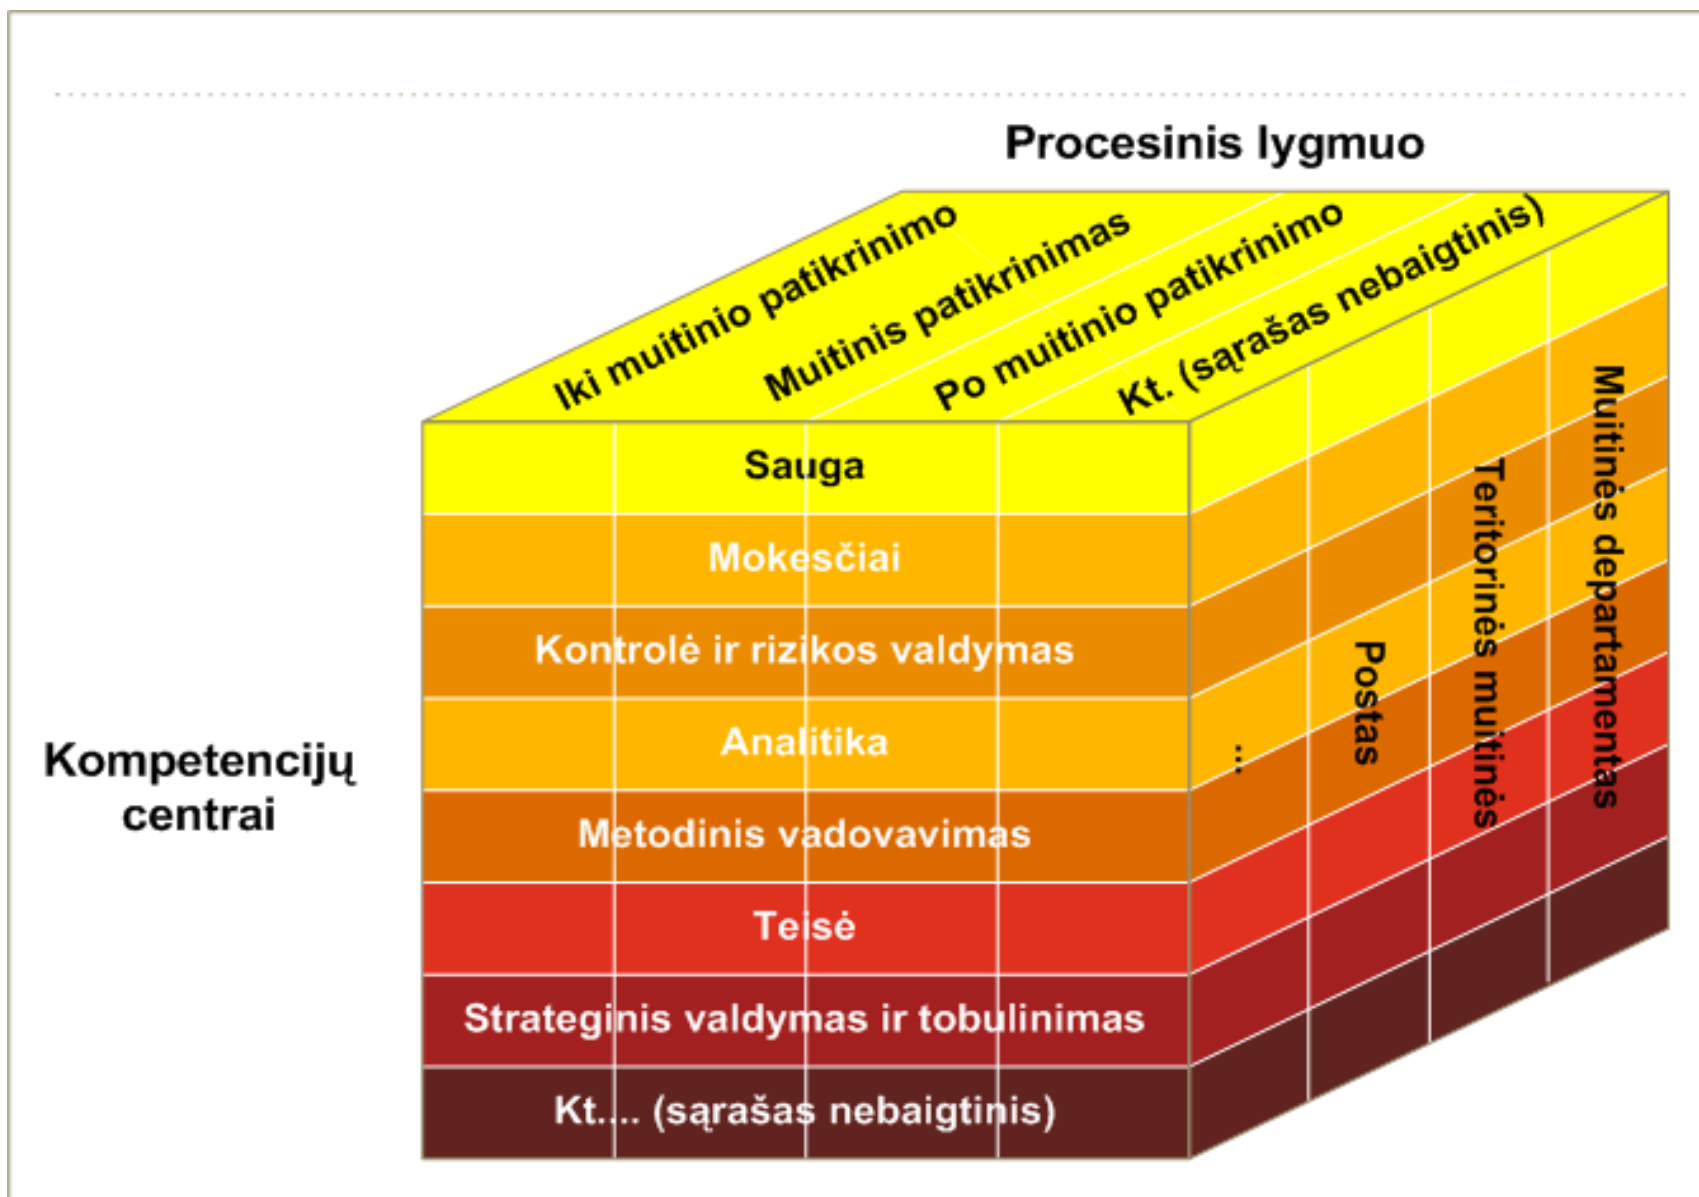 Procesinis lygmuo
Iki muitinio patikrinimo
Muitinis patikrinimas
Po muitinio patikrinimo
Kt. (sąrašas nebaigtinis)
Sauga
Mokesčiai
Kontrolė ir rizikos valdymas
Analitika
Metodinis vadovavimas
Teisė
Strateginis valdymas ir tobulinimas
Kt.... (sąrašas nebaigtinis)
Kompetencijų
centrai
...
Postas
Teritorinės muitinės
Muitinės departamentas